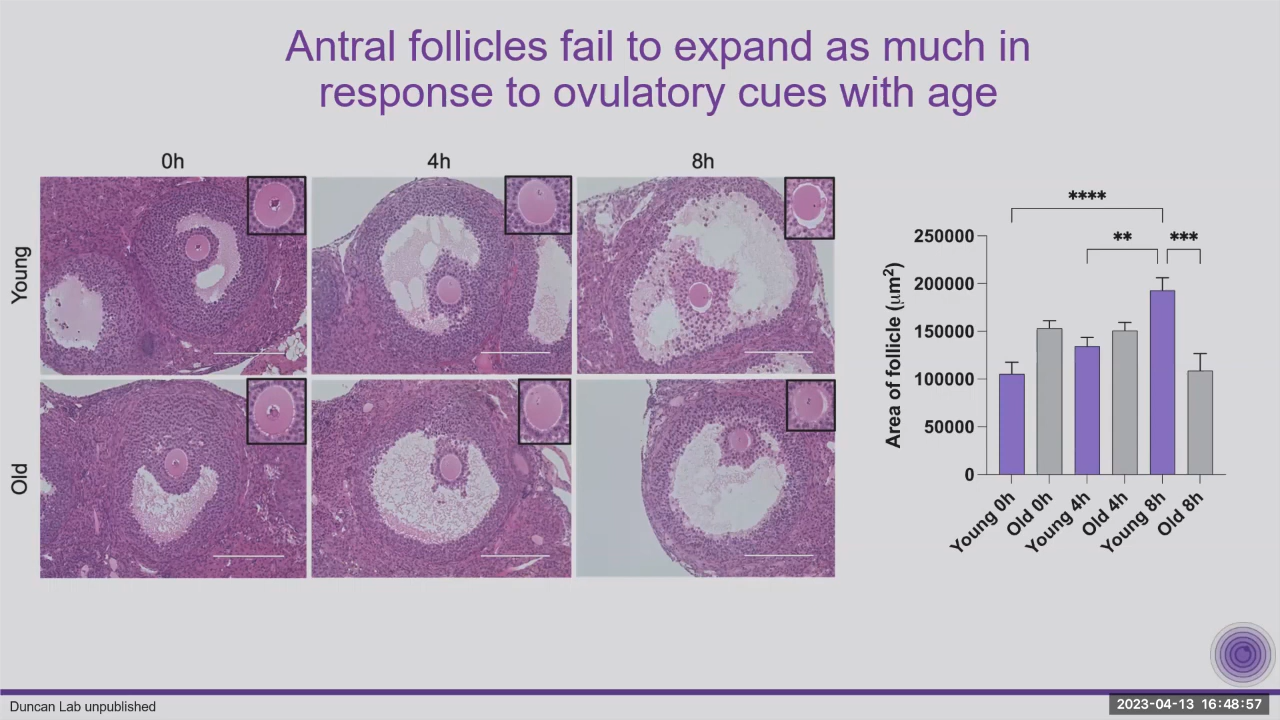 Antral follicles fail to expand as much in
response to ovulatory cues with age
0h
4h
8h
Young
Old
****
**
***
Area of follicle (μm²)
250000
200000
150000
100000
50000
0
Young 0h
Old 0h
Young 4h
Old 4h
Young 8h
Old 8h
Duncan Lab unpublished
2023-04-13 16:48:57